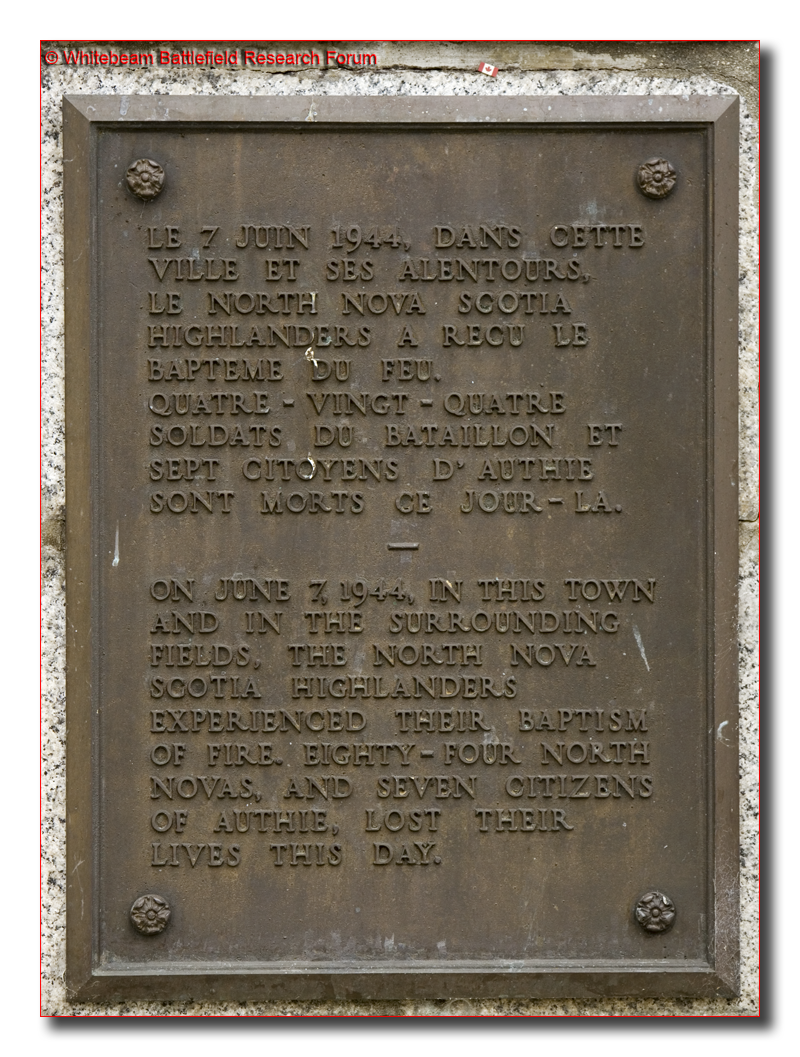 © Whitebeam Battlefield Research Forum
LE 7 JUIN 1944, DANS CETTE
VILLE ET SES ALENTOURS,
LE NORTH NOVA SCOTIA
HIGHLANDERS A RECU LE
BAPTEME DU FEU.
QUATRE - VINGT - QUATRE
SOLDATS DU BATAILLON ET
SEPT CITOYENS D' AUTHIE
SONT MORTS CE JOUR - LA.
—
ON JUNE 7, 1944, IN THIS TOWN
AND IN THE SURROUNDING
FIELDS, THE NORTH NOVA
SCOTIA HIGHLANDERS
EXPERIENCED THEIR BAPTISM
OF FIRE. EIGHTY - FOUR NORTH
NOVAS, AND SEVEN CITIZENS
OF AUTHIE, LOST THEIR
LIVES THIS DAY.